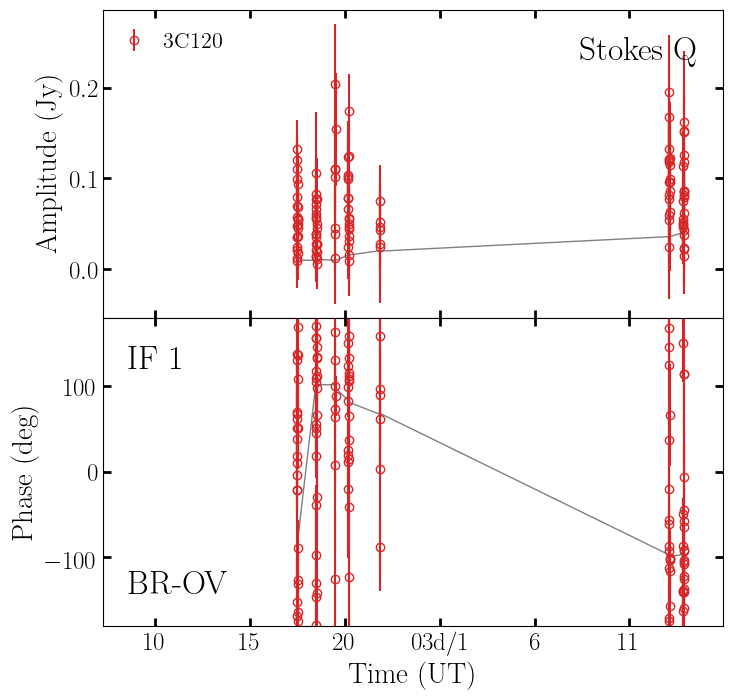 3C120
Stokes Q
Amplitude (Jy)
0.2
0.1
0.0
IF 1
BR-OV
Phase (deg)
100
0
−100
10 15 20 03d/1 6 11
Time (UT)